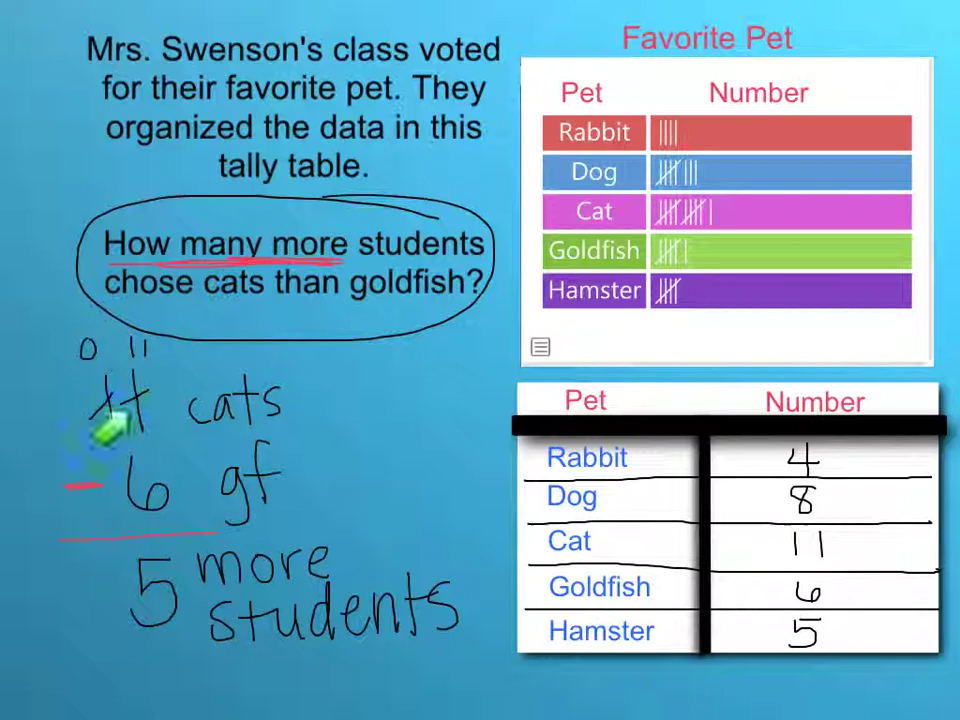 Mrs. Swenson's class voted
for their favorite pet. They
organized the data in this
tally table.
How many more students
chose cats than goldfish?
0 11
11 cats
- 6 gf
5 more
students
Favorite Pet
Pet Number
Rabbit
Dog
Cat
Goldfish
Hamster
Pet Number
Rabbit 4
Dog 8
Cat 11
Goldfish 6
Hamster 5